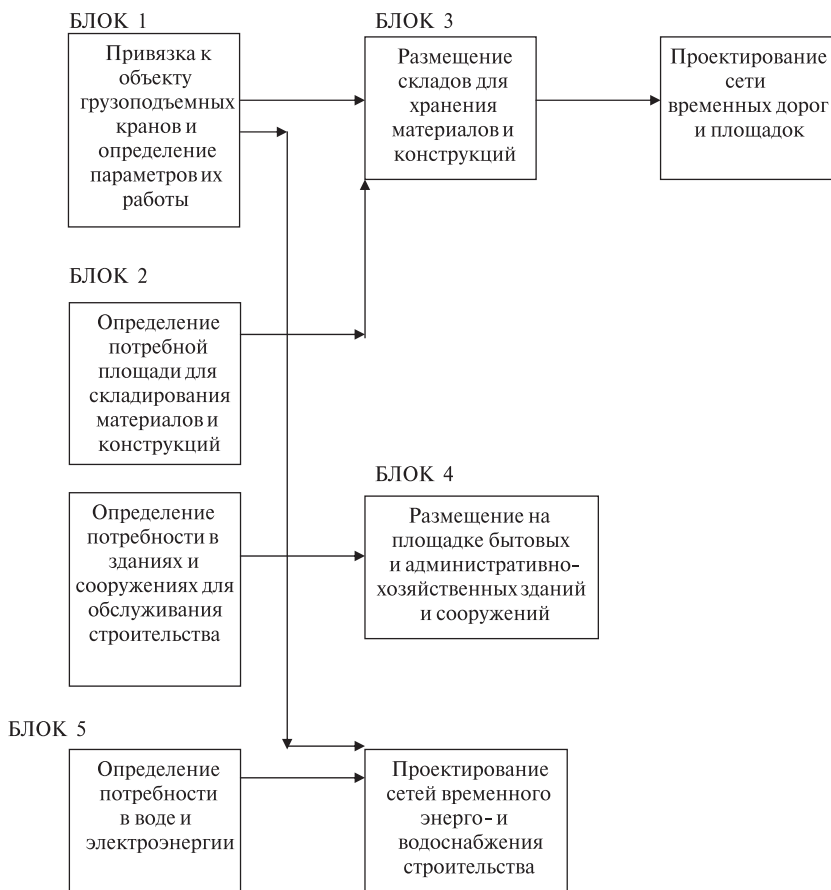 БЛОК 1
Привязка к
объекту
грузоподъемных
кранов и
определение
параметров их
работы
БЛОК 3
Размещение
складов для
хранения
материалов и
конструкций
Проектирование
сети
временных дорог
и площадок
БЛОК 2
Определение
потребной
площади для
складирования
материалов и
конструкций
Определение
потребности в
зданиях и
сооружениях для
обслуживания
строительства
БЛОК 4
Размещение на
площадке бытовых
и административно-
хозяйственных зданий
и сооружений
БЛОК 5
Определение
потребности
в воде и
электроэнергии
Проектирование
сетей временного
энерго- и
водоснабжения
строительства